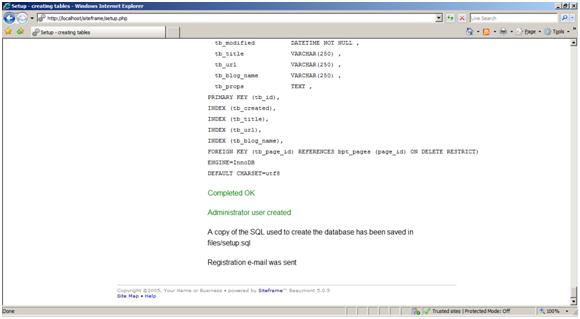 Setup - creating tables - Windows Internet Explorer
http://localhost/siteframe/setup.php
Live Search
Setup - creating tables
Page
Tools
tb_modified DATETIME NOT NULL ,
tb_title VARCHAR(250) ,
tb_url VARCHAR(250) ,
tb_blog_name VARCHAR(250) ,
tb_props TEXT ,
PRIMARY KEY (tb_id),
INDEX (tb_created),
INDEX (tb_title),
INDEX (tb_url),
INDEX (tb_blog_name),
FOREIGN KEY (tb_page_id) REFERENCES bpt_pages (page_id) ON DELETE RESTRICT)
ENGINE=InnoDB
DEFAULT CHARSET=utf8
Completed OK
Administrator user created
A copy of the SQL used to create the database has been saved in
files/setup.sql
Registration e-mail was sent
Copyright ©2005, Your Name or Business • powered by Siteframe™ Beaumont 5.0.5
Site Map • Help
Done
Trusted sites | Protected Mode: Off
100%